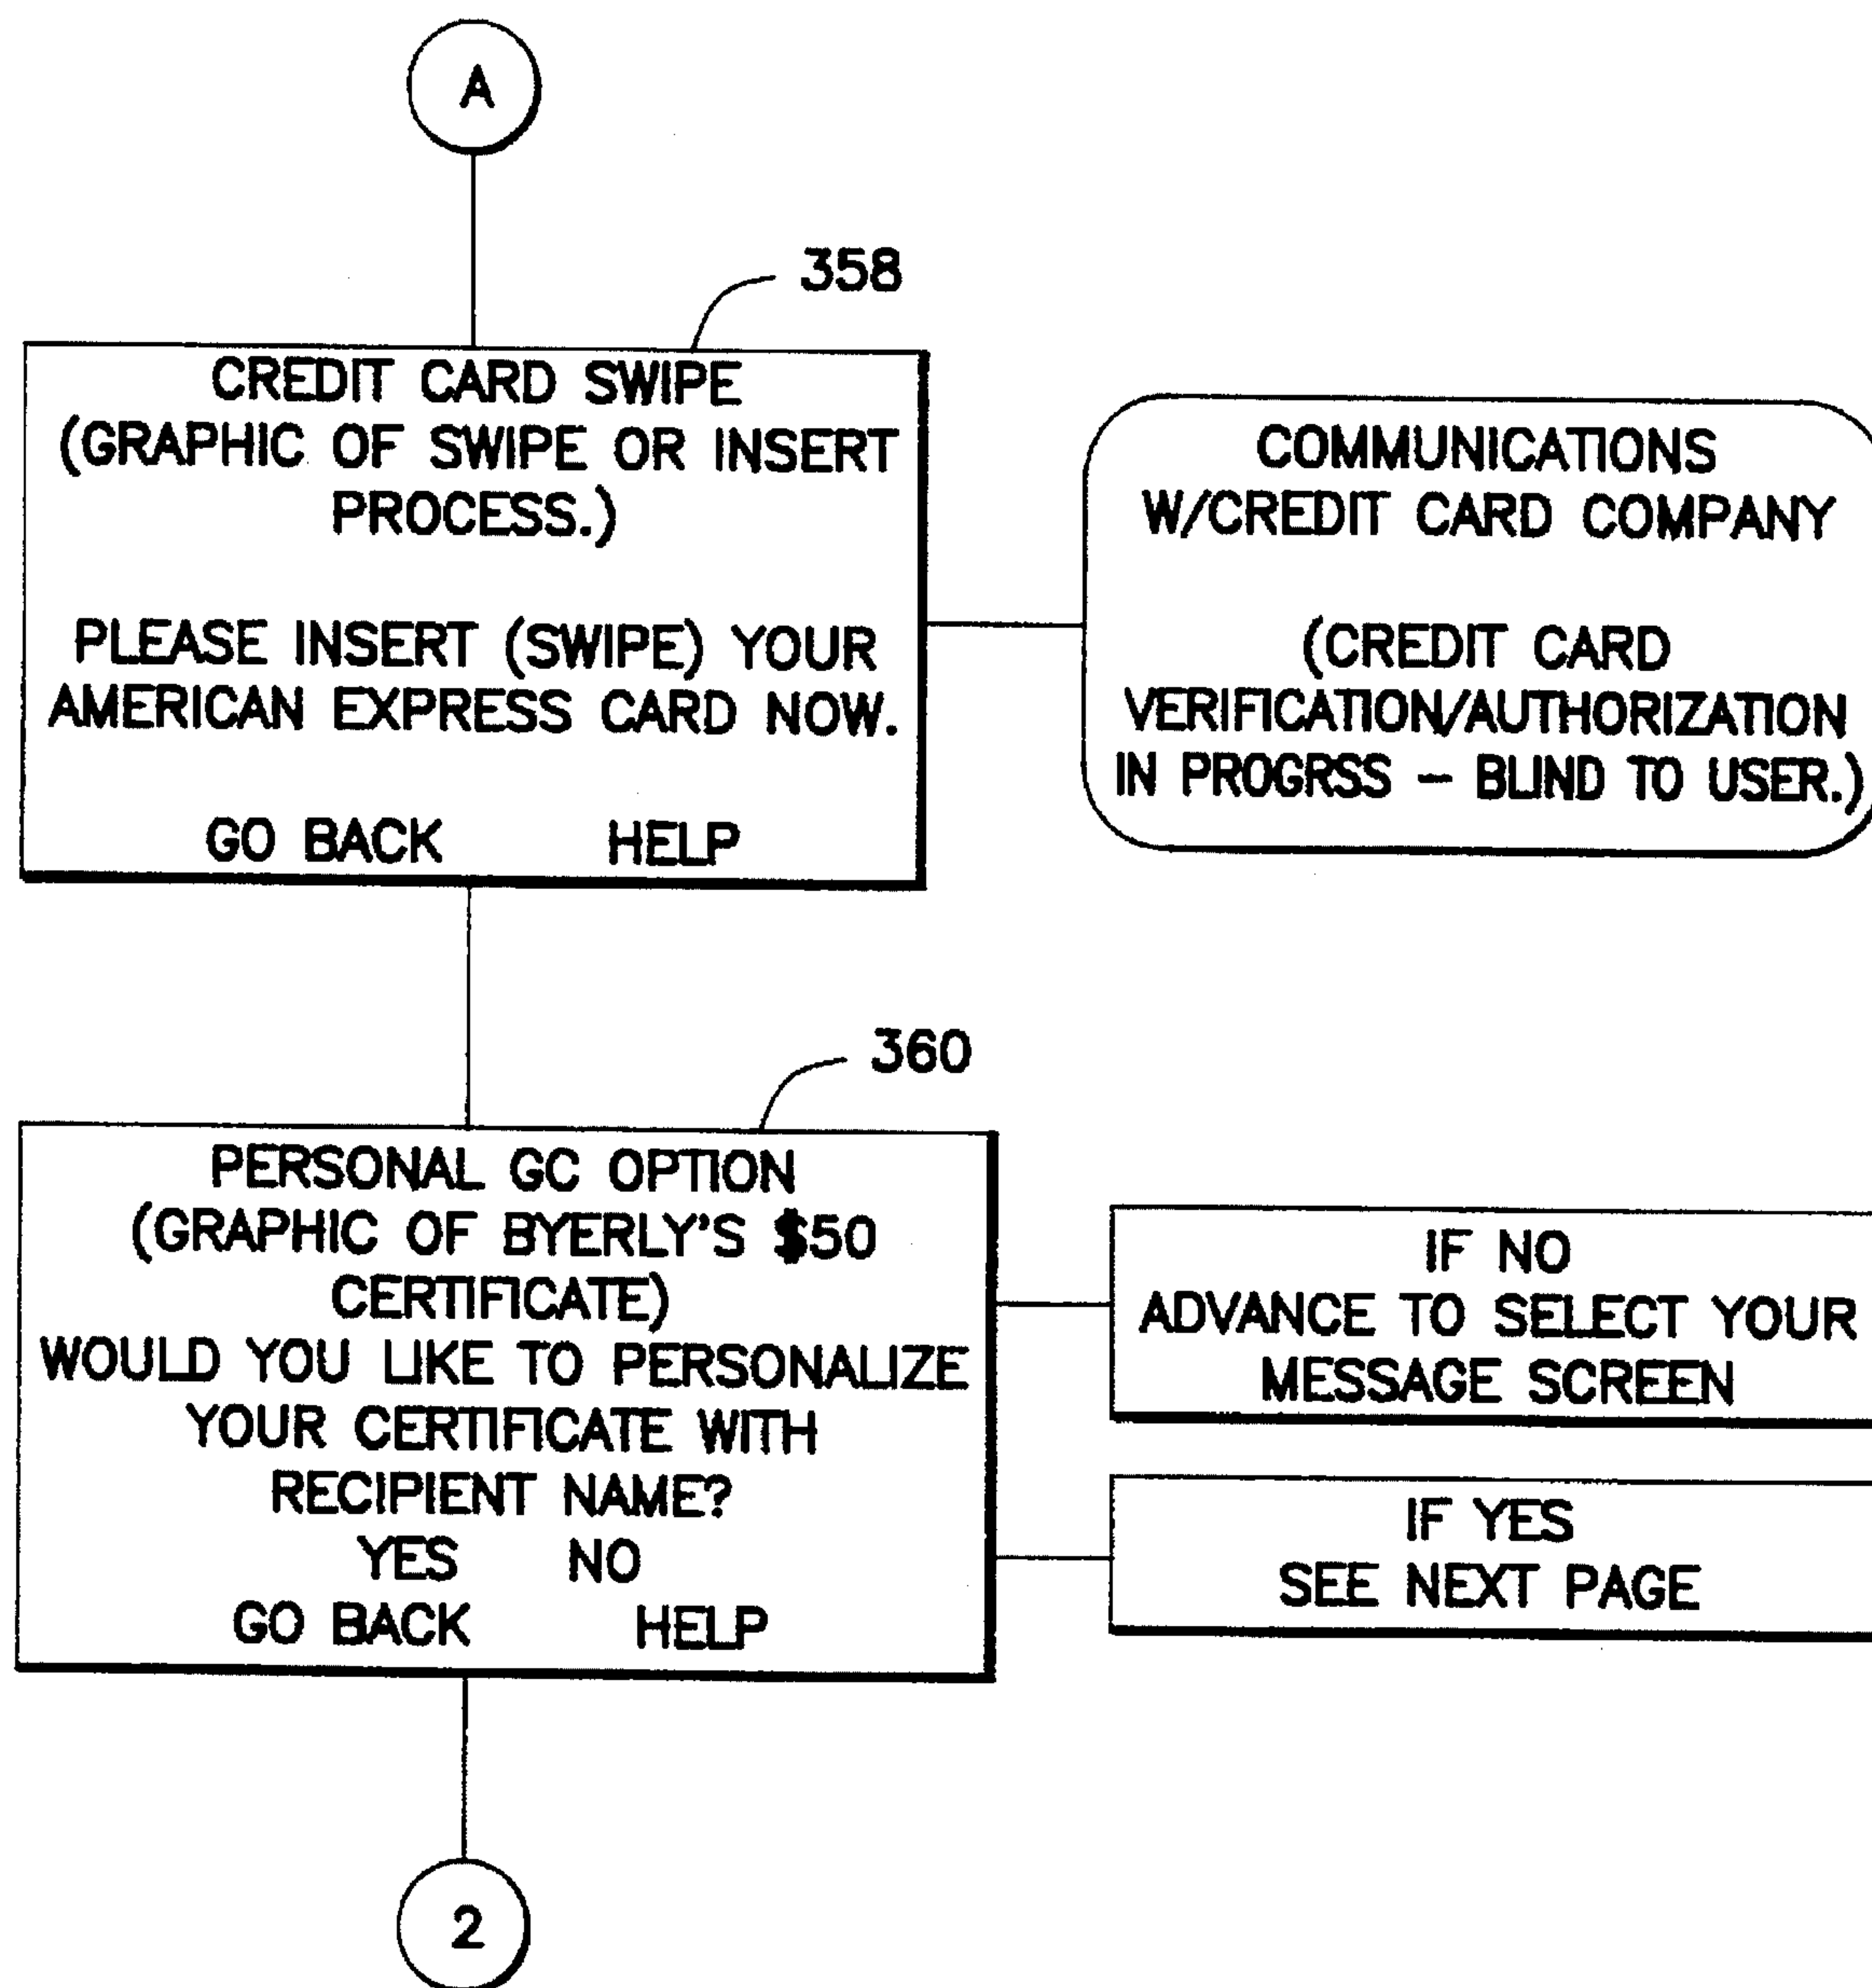 A
358
CREDIT CARD SWIPE
(GRAPHIC OF SWIPE OR INSERT
PROCESS.)
PLEASE INSERT (SWIPE) YOUR
AMERICAN EXPRESS CARD NOW.
GO BACK HELP
COMMUNICATIONS
W/CREDIT CARD COMPANY
(CREDIT CARD
VERIFICATION/AUTHORIZATION
IN PROGRSS – BLIND TO USER.)
360
PERSONAL GC OPTION
(GRAPHIC OF BYERLY'S $50
CERTIFICATE)
WOULD YOU LIKE TO PERSONALIZE
YOUR CERTIFICATE WITH
RECIPIENT NAME?
YES NO
GO BACK HELP
IF NO
ADVANCE TO SELECT YOUR
MESSAGE SCREEN
IF YES
SEE NEXT PAGE
2